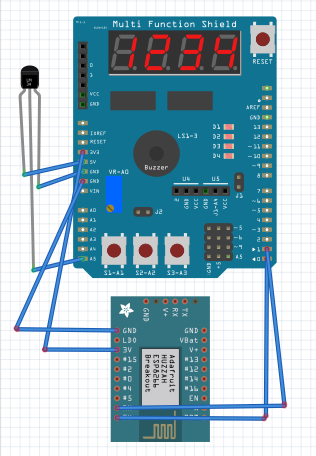 Multi Function Shield
1234
RESET
VCC
GND
IOREF
RESET
3V3
5V
GND
GND
VIN
A0
A1
A2
A3
A4
A5
AREF
GND
13
12
~11
~10
~9
8
7
~6
~5
4
~3
2
D1
D2
D3
D4
LS1-3
Buzzer
VR-A0
U4
U5
J1
J2
S1-A1
S2-A2
S3-A3
GND
V+
RX
TX
GND
LDO
3V
#15
#2
#0
#4
#5
Adafruit
HUZZAH
ESP8266
Breakout
GND
VBat
V+
#13
#12
#14
#16
EN